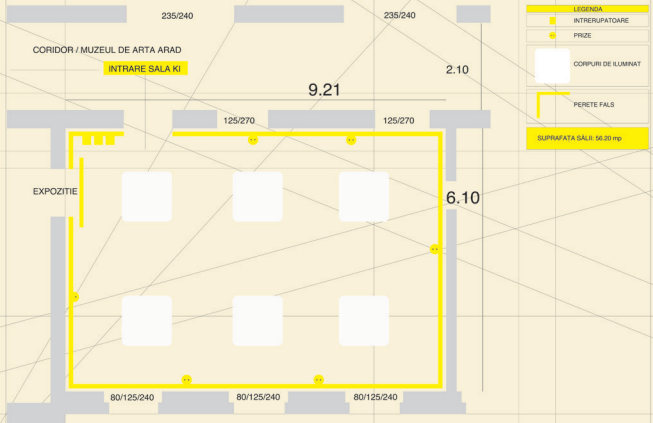 235/240
235/240
LEGENDA
INTRERUPATOARE
PRIZE
CORIDOR / MUZEUL DE ARTA ARAD
INTRARE SALA KI
2.10
CORPURI DE ILUMINAT
9.21
PERETE FALS
125/270
125/270
SUPRAFATA SĂLII: 56.20 mp
EXPOZITIE
6.10
80/125/240
80/125/240
80/125/240